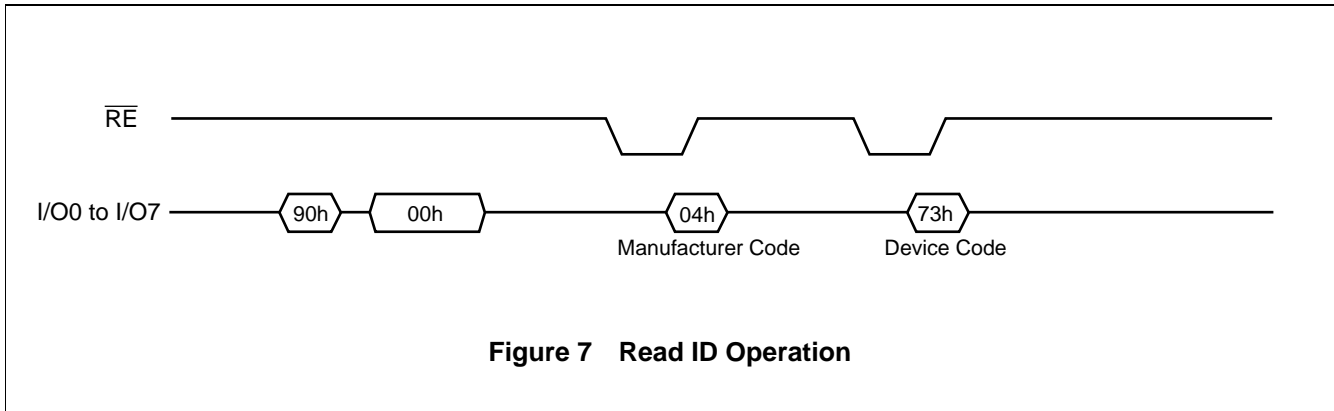 RE
I/O0 to I/O7
90h
00h
04h
73h
Manufacturer Code
Device Code
Figure 7 Read ID Operation